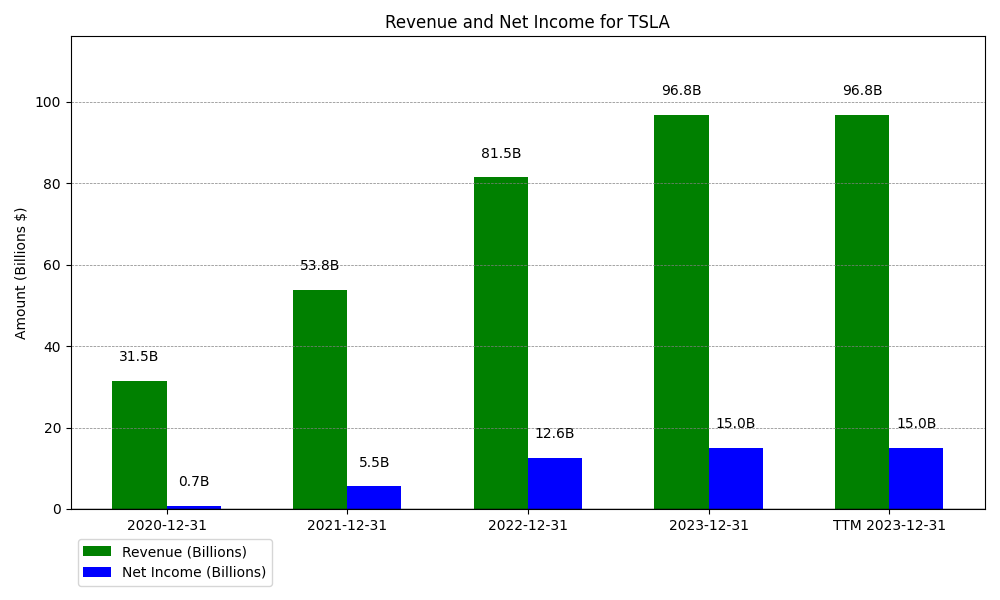 Revenue and Net Income for TSLA
Amount (Billions $)
100
80
60
40
20
0
31.5B
0.7B
53.8B
5.5B
81.5B
12.6B
96.8B
15.0B
96.8B
15.0B
2020-12-31
2021-12-31
2022-12-31
2023-12-31
TTM 2023-12-31
Revenue (Billions)
Net Income (Billions)